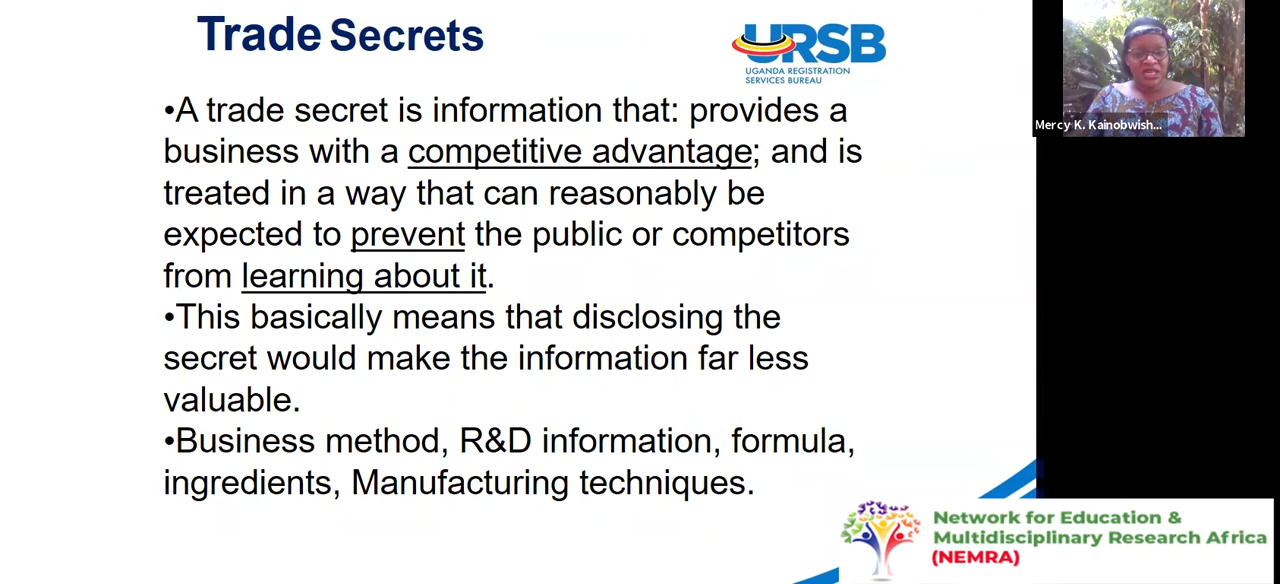 Trade Secrets
URSB
UGANDA REGISTRATION
SERVICES BUREAU
•A trade secret is information that: provides a
business with a competitive advantage; and is
treated in a way that can reasonably be
expected to prevent the public or competitors
from learning about it.
•This basically means that disclosing the
secret would make the information far less
valuable.
•Business method, R&D information, formula,
ingredients, Manufacturing techniques.
Mercy K. Kainobwish...
Network for Education &
Multidisciplinary Research Africa
(NEMRA)